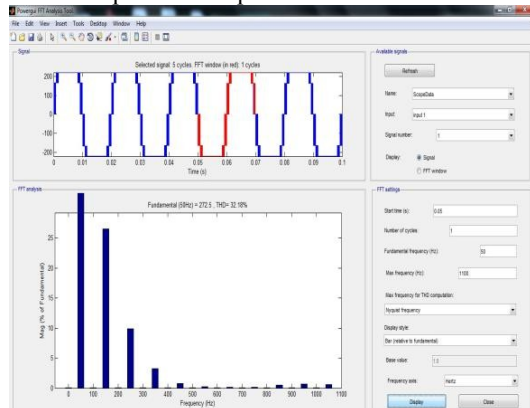 Powergui FFT Analysis Tool
File Edit View Insert Tools Desktop Window Help
Signal
Selected signal: 5 cycles. FFT window (in red): 1 cycles
200
100
0
-100
-200
0 0.01 0.02 0.03 0.04 0.05 0.06 0.07 0.08 0.09 0.1
Time (s)
FFT analysis
Fundamental (50Hz) = 272.5 , THD= 32.18%
Mag (% of Fundamental)
25
20
15
10
5
0
0 100 200 300 400 500 600 700 800 900 1000 1100
Frequency (Hz)
Available signals
Refresh
Name: ScopeData
Input: input 1
Signal number: 1
Display: Signal
FFT window
FFT settings
Start time (s): 0.05
Number of cycles: 1
Fundamental frequency (Hz): 50
Max frequency (Hz): 1100
Max frequency for THD computation:
Nyquist frequency
Display style:
Bar (relative to fundamental)
Base value: 1.0
Frequency axis: Hertz
Display Close